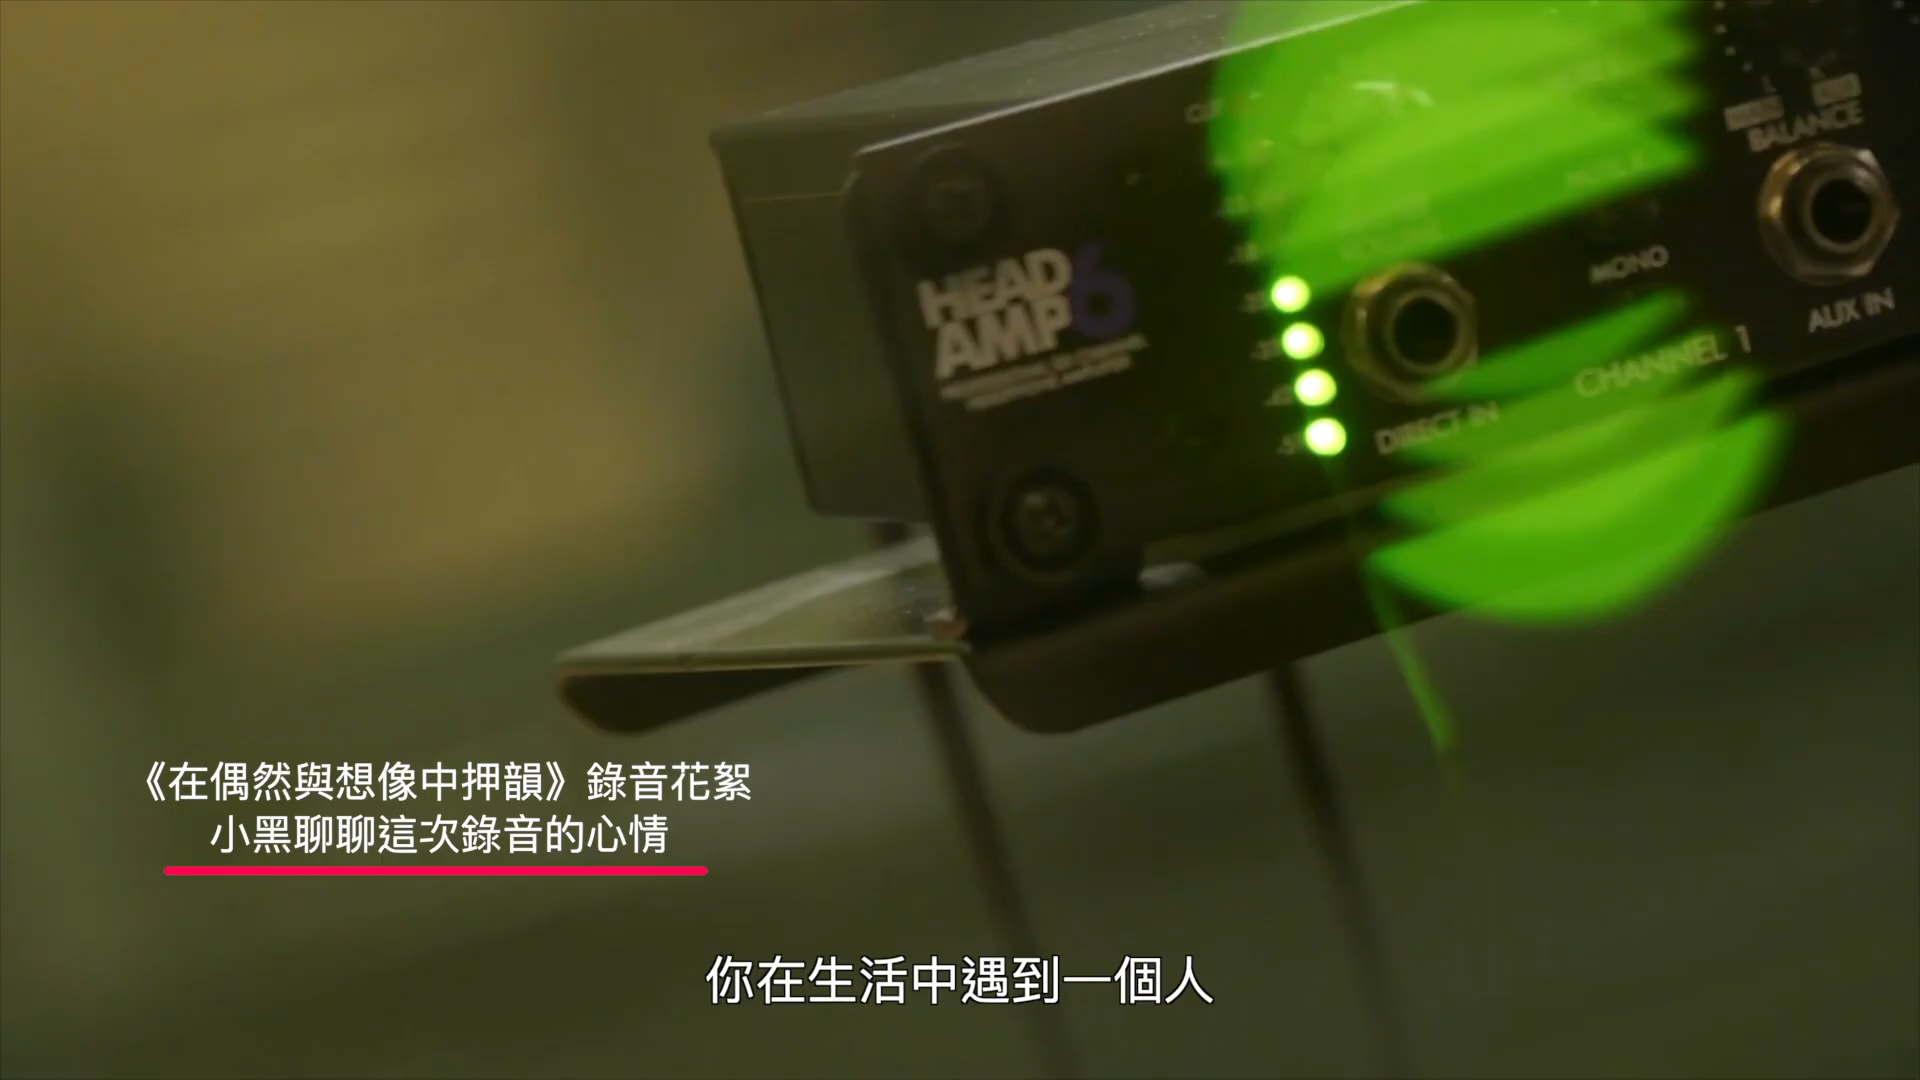 BALANCE
HEAD
AMP6
MONO
AUX IN
CHANNEL 1
DIRECT IN
《在偶然與想像中押韻》錄音花絮
小黑聊聊這次錄音的心情
你在生活中遇到一個人